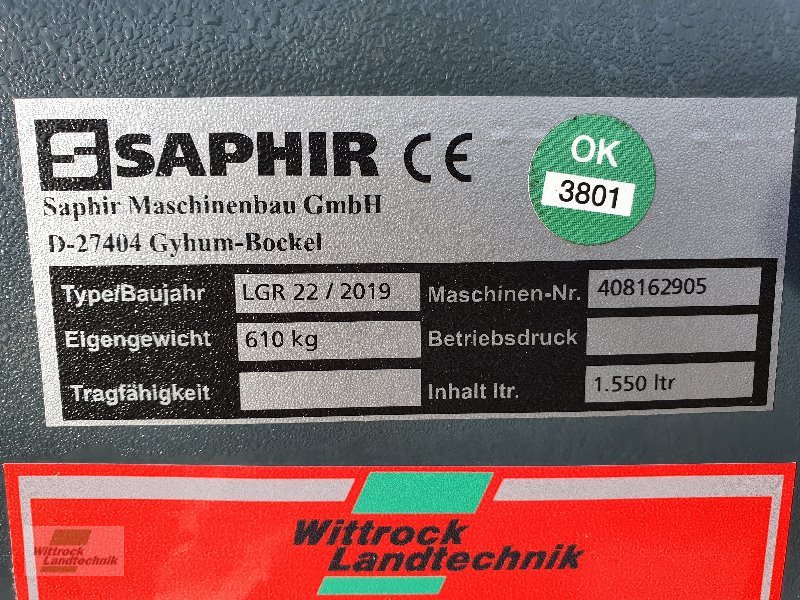 SAPHIR CE
Saphir Maschinenbau GmbH
D-27404 Gyhum-Bockel
OK
3801
Type/Baujahr LGR 22 / 2019 Maschinen-Nr. 408162905
Eigengewicht 610 kg Betriebsdruck
Tragfähigkeit Inhalt ltr. 1.550 ltr
Wittrock
Landtechnik
Wittrock
Landtechnik